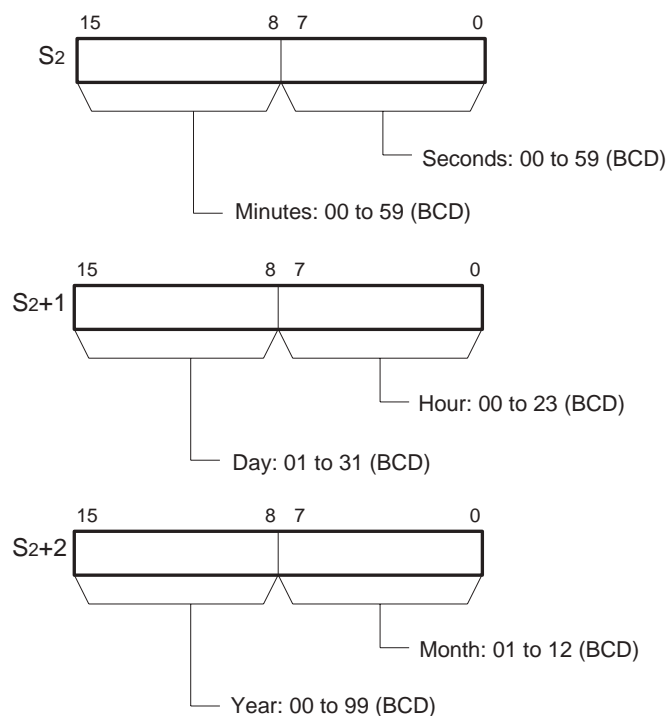 15 8 7 0
S2
Seconds: 00 to 59 (BCD)
Minutes: 00 to 59 (BCD)
15 8 7 0
S2+1
Hour: 00 to 23 (BCD)
Day: 01 to 31 (BCD)
15 8 7 0
S2+2
Month: 01 to 12 (BCD)
Year: 00 to 99 (BCD)